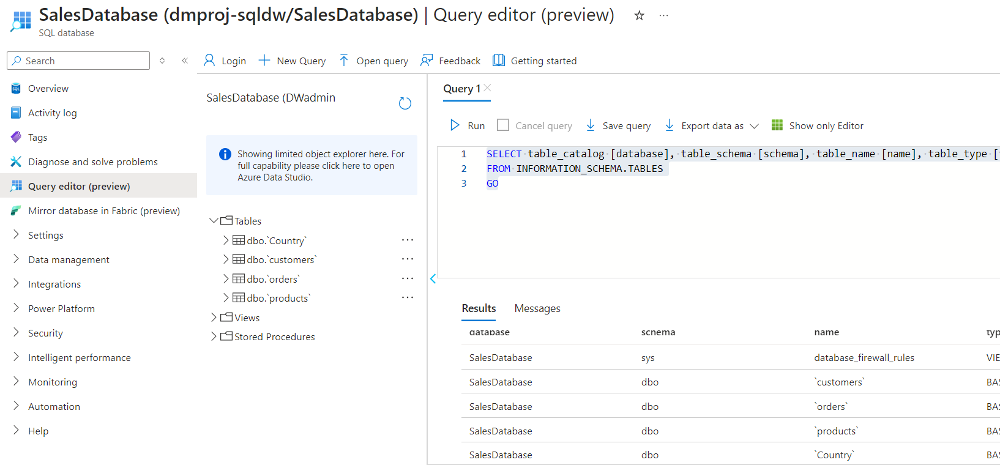 SalesDatabase (dmproj-sqldw/SalesDatabase) | Query editor (preview)
SQL database
Search
Login
New Query
Open query
Feedback
Getting started
Overview
Activity log
Tags
Diagnose and solve problems
Query editor (preview)
Mirror database in Fabric (preview)
Settings
Data management
Integrations
Power Platform
Security
Intelligent performance
Monitoring
Automation
Help
SalesDatabase (DWadmin
Showing limited object explorer here. For
full capability please click here to open
Azure Data Studio.
Tables
dbo.`Country`
dbo.`customers`
dbo.`orders`
dbo.`products`
Views
Stored Procedures
Query 1
Run
Cancel query
Save query
Export data as
Show only Editor
1 SELECT table_catalog [database], table_schema [schema], table_name [name], table_type [
2 FROM INFORMATION_SCHEMA.TABLES
3 GO
Results
Messages
database schema name typ
SalesDatabase sys database_firewall_rules VIE
SalesDatabase dbo `customers` BAS
SalesDatabase dbo `orders` BAS
SalesDatabase dbo `products` BAS
SalesDatabase dbo `Country` BAS